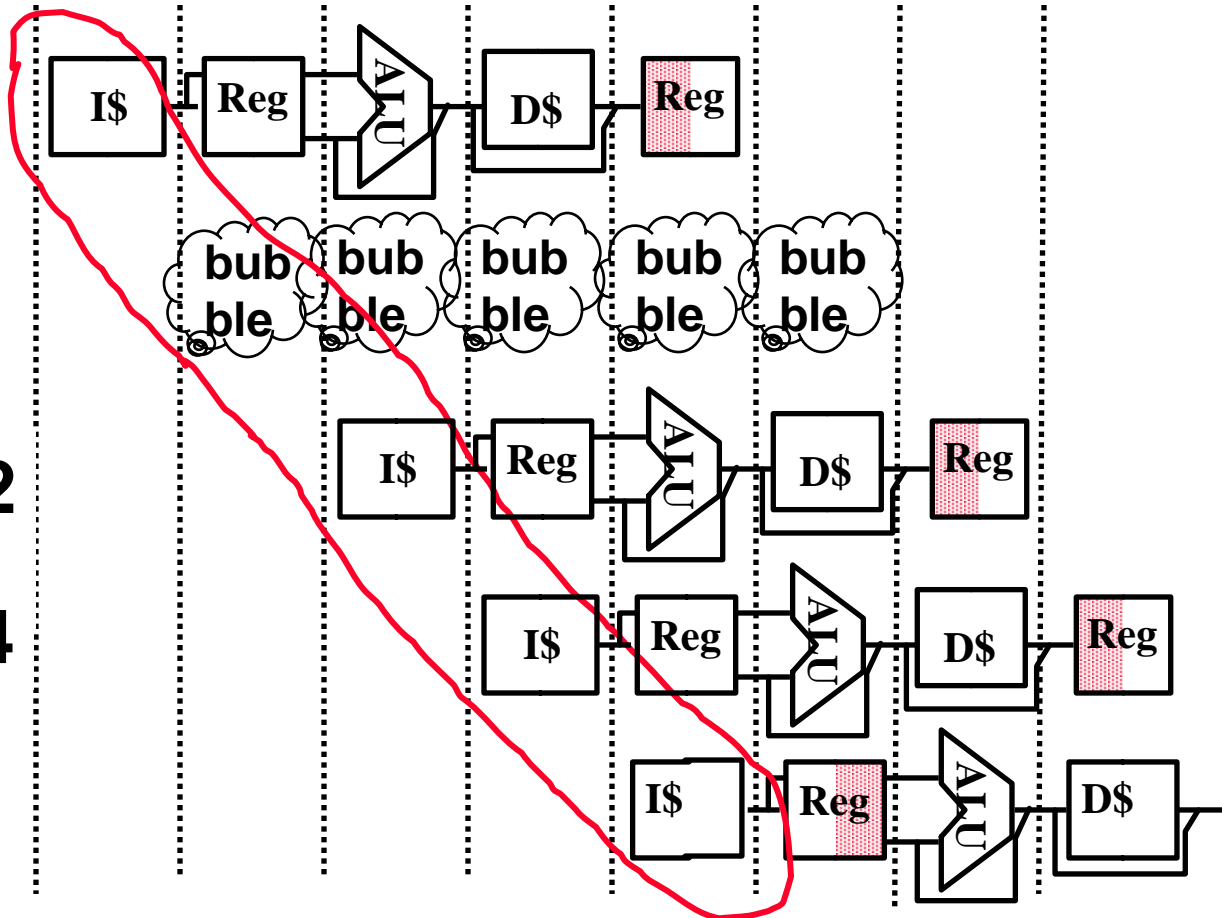 I$ Reg ALU D$ Reg
bub bub bub bub bub
ble ble ble ble ble
2 I$ Reg ALU D$ Reg
4 I$ Reg ALU D$ Reg
I$ Reg ALU D$